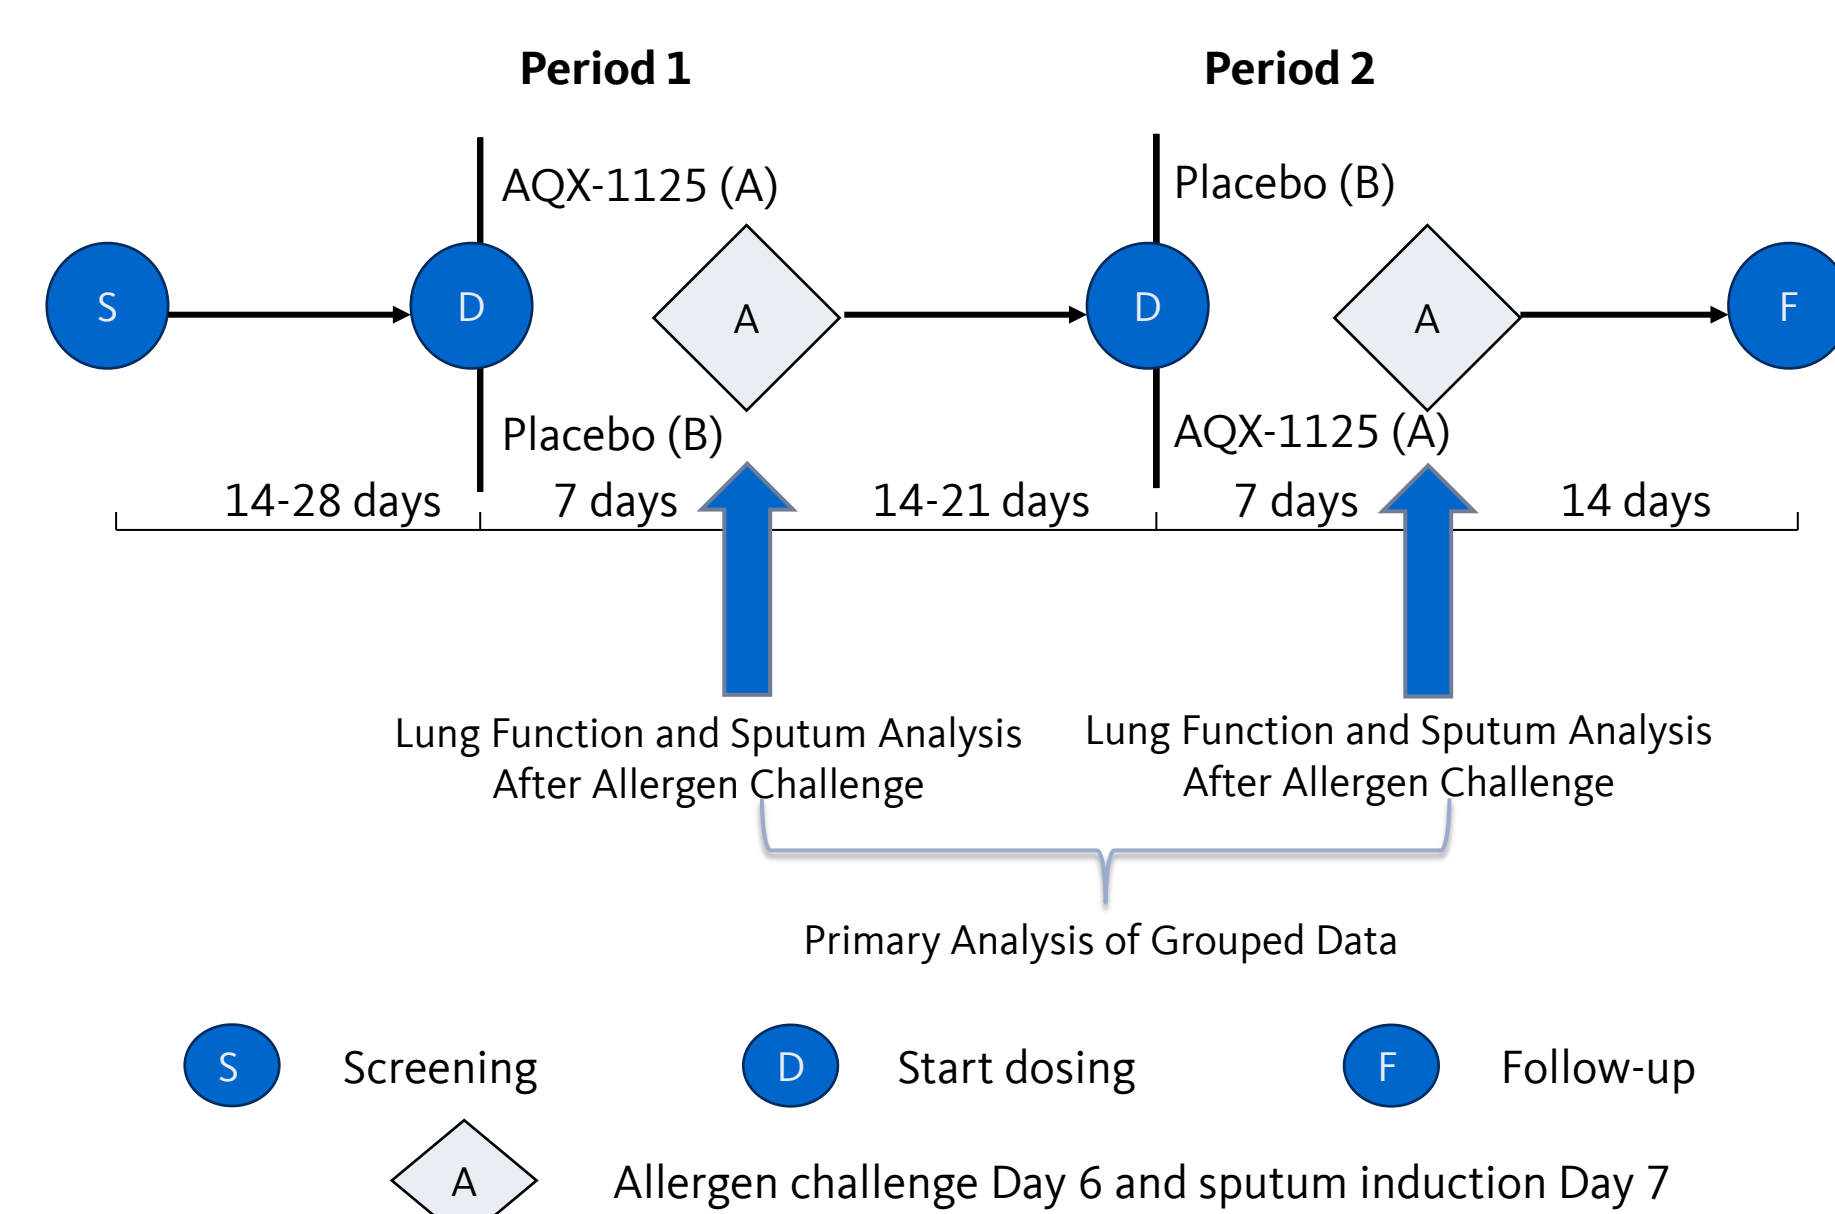 Period 1
Period 2
AQX-1125 (A)
Placebo (B)
S
D
A
D
A
F
Placebo (B)
AQX-1125 (A)
14-28 days
7 days
14-21 days
7 days
14 days
Lung Function and Sputum Analysis
After Allergen Challenge
Lung Function and Sputum Analysis
After Allergen Challenge
Primary Analysis of Grouped Data
S
Screening
D
Start dosing
F
Follow-up
A
Allergen challenge Day 6 and sputum induction Day 7